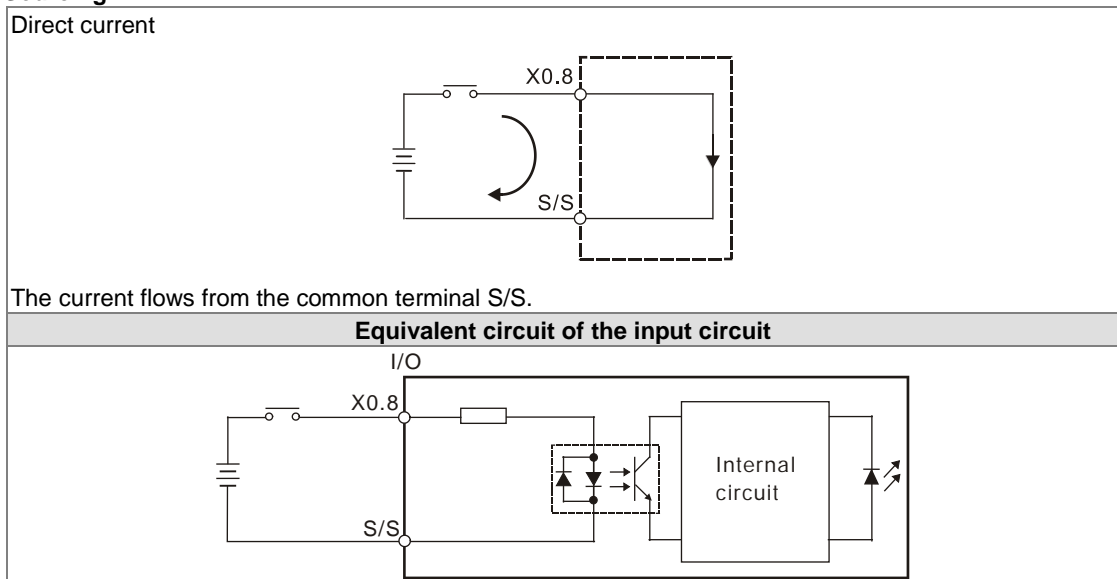 Direct current
X0.8
S/S
The current flows from the common terminal S/S.
Equivalent circuit of the input circuit
I/O
X0.8
Internal
circuit
S/S